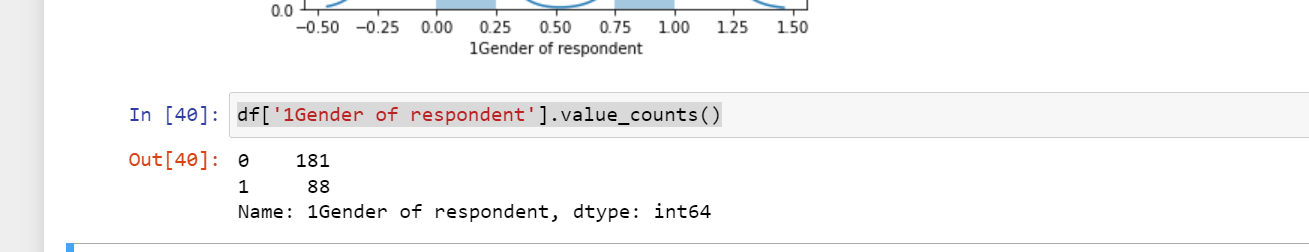 0.0
−0.50 −0.25 0.00 0.25 0.50 0.75 1.00 1.25 1.50
1Gender of respondent
In [40]: df['1Gender of respondent'].value_counts()
Out[40]: 0    181
1     88
Name: 1Gender of respondent, dtype: int64